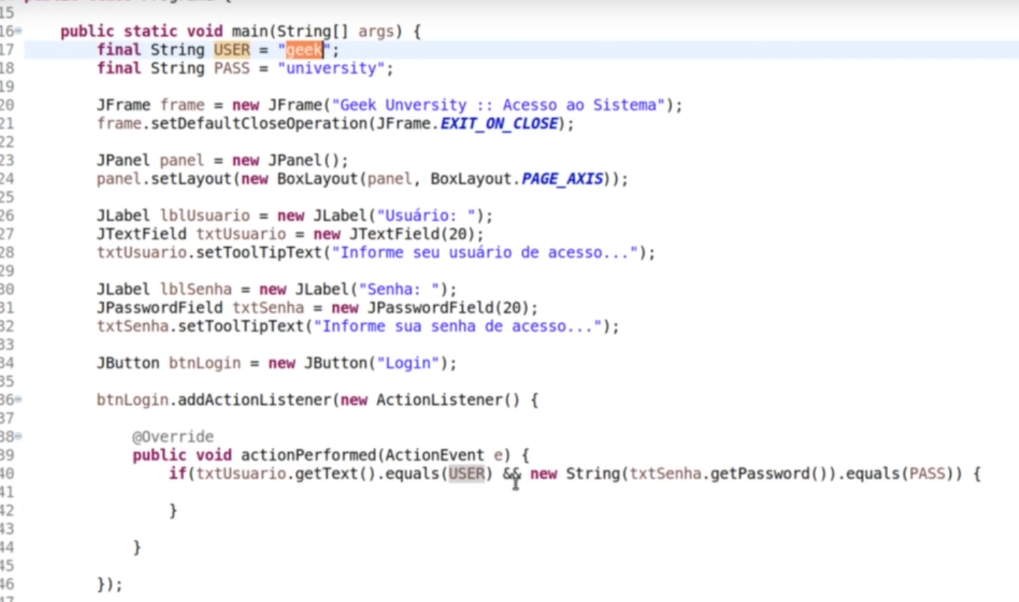 15
16 public static void main(String[] args) {
17 final String USER = "geek";
18 final String PASS = "university";
19
20 JFrame frame = new JFrame("Geek Unversity :: Acesso ao Sistema");
21 frame.setDefaultCloseOperation(JFrame.EXIT_ON_CLOSE);
22
23 JPanel panel = new JPanel();
24 panel.setLayout(new BoxLayout(panel, BoxLayout.PAGE_AXIS));
25
26 JLabel lblUsuario = new JLabel("Usuário: ");
27 JTextField txtUsuario = new JTextField(20);
28 txtUsuario.setToolTipText("Informe seu usuário de acesso...");
29
30 JLabel lblSenha = new JLabel("Senha: ");
31 JPasswordField txtSenha = new JPasswordField(20);
32 txtSenha.setToolTipText("Informe sua senha de acesso...");
33
34 JButton btnLogin = new JButton("Login");
35
36 btnLogin.addActionListener(new ActionListener() {
37
38 @Override
39 public void actionPerformed(ActionEvent e) {
40 if(txtUsuario.getText().equals(USER) && new String(txtSenha.getPassword()).equals(PASS)) {
41
42 }
43
44 }
45
46 });